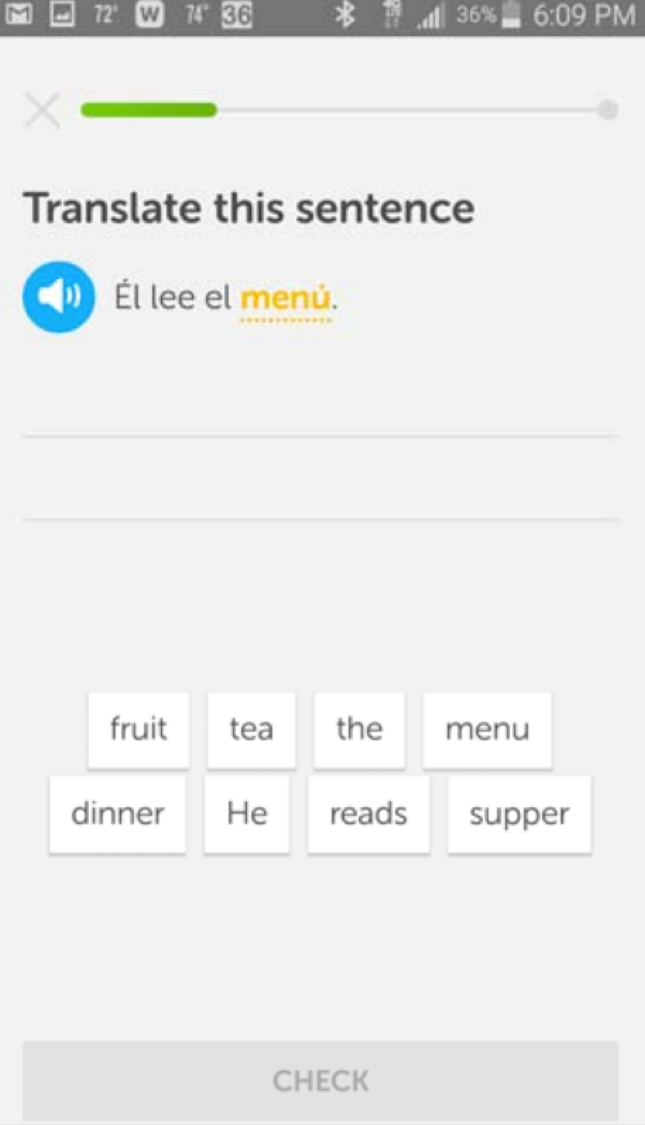 72° W 74° 36 36% 6:09 PM
Translate this sentence
Él lee el menú.
fruit tea the menu
dinner He reads supper
CHECK